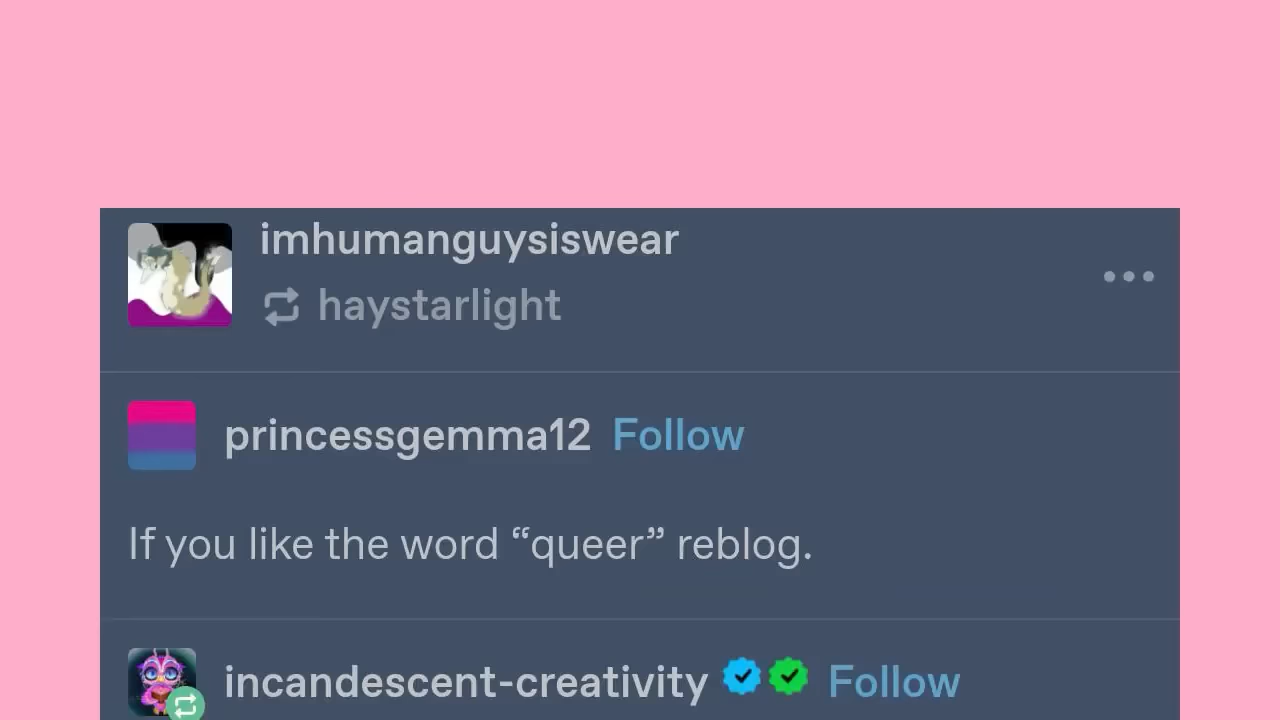 imhumanguysiswear
haystarlight
princessgemma12 Follow
If you like the word “queer” reblog.
incandescent-creativity Follow